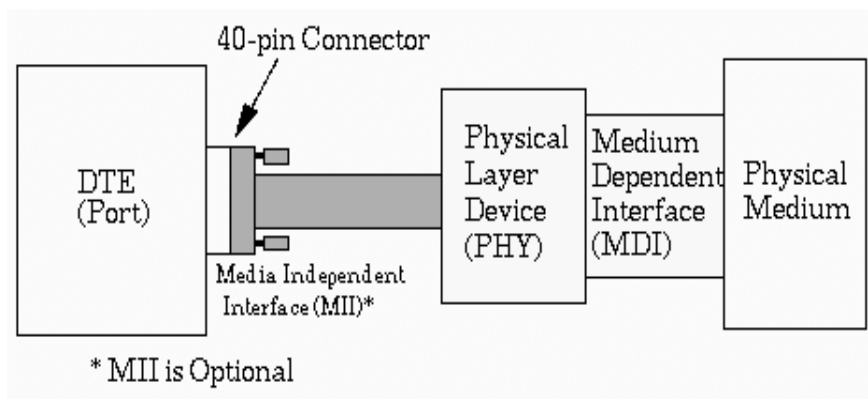 40-pin Connector
DTE
(Port)
Media Independent
Interface (MII)*
Physical
Layer
Device
(PHY)
Medium
Dependent
Interface
(MDI)
Physical
Medium
* MII is Optional